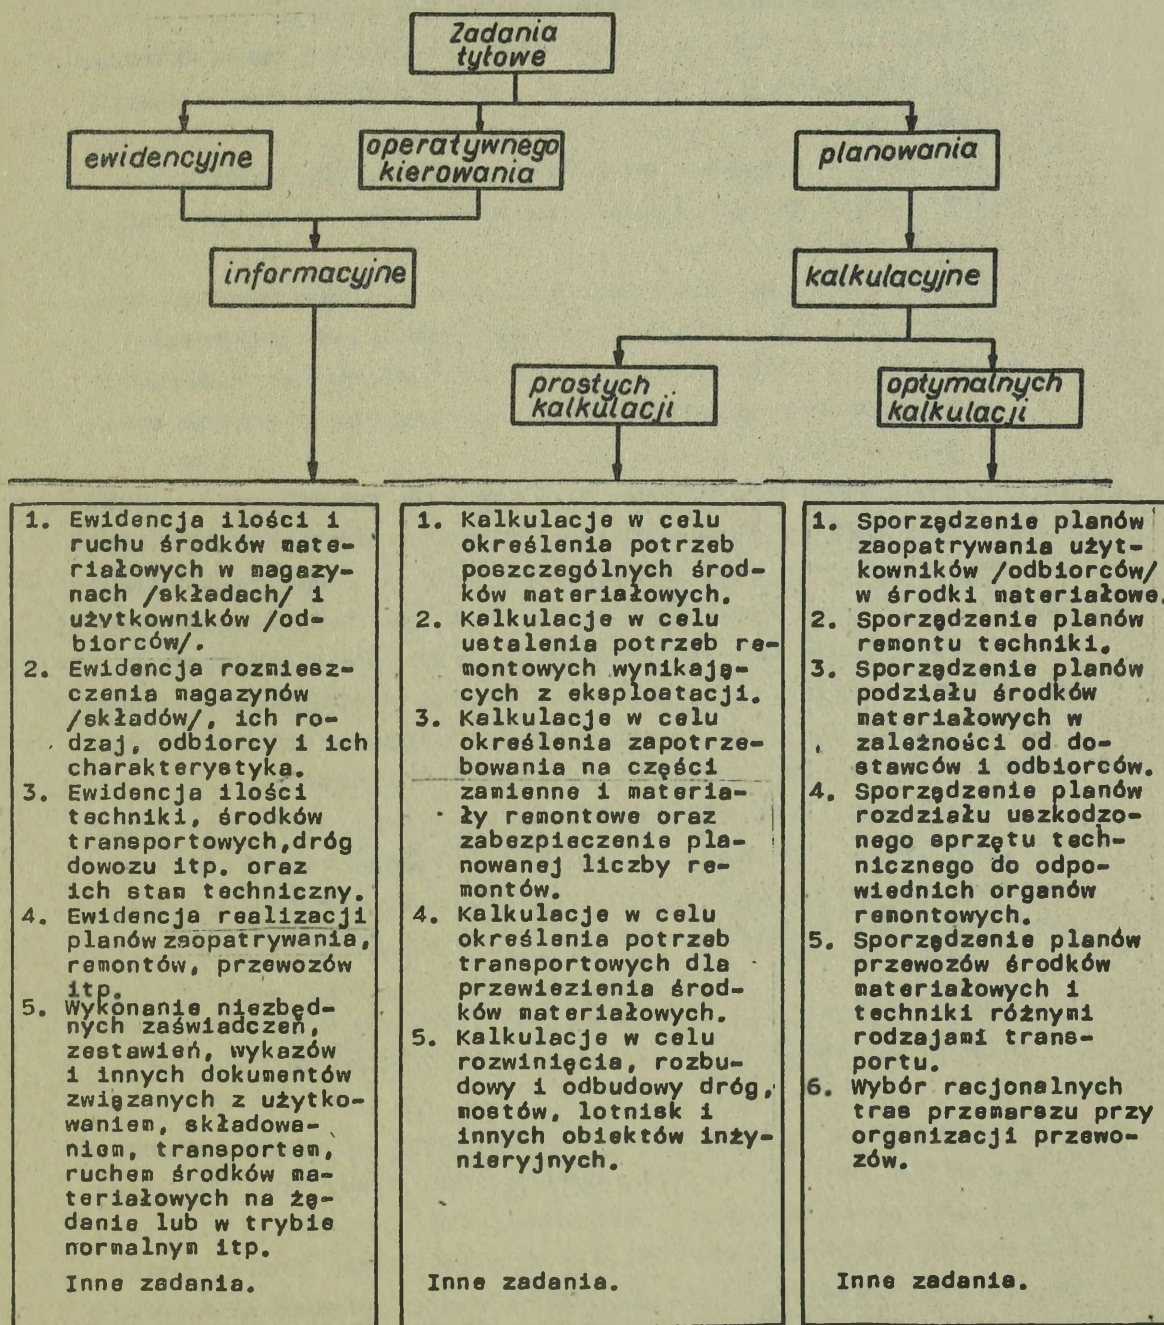 Zadania
tyłowe
ewidencyjne
operatywnego
kierowania
planowania
informacyjne
kalkulacyjne
prostych
kalkulacji
optymalnych
kalkulacji
1. Ewidencja ilości i
ruchu środków mate-
riałowych w magazy-
nach /składach/ i
użytkowników /od-
biorców/.
2. Ewidencja rozmiesz-
czenia magazynów
/składów/, ich ro-
dzaj, odbiorcy i ich
charakterystyka.
3. Ewidencja ilości
techniki, środków
transportowych,dróg
dowozu itp. oraz
ich stan techniczny.
4. Ewidencja realizacji
planów zaopatrywania,
remontów, przewozów
itp.
5. Wykonanie niezbęd-
nych zaświadczeń,
zestawień, wykazów
i innych dokumentów
związanych z użytko-
waniem, składowa-
niem, transportem,
ruchem środków ma-
teriałowych na żą-
danie lub w trybie
normalnym itp.
Inne zadania.
1. Kalkulacje w celu
określenia potrzeb
poszczególnych środ-
ków materiałowych.
2. Kalkulacje w celu
ustalenia potrzeb re-
montowych wynikają-
cych z eksploatacji.
3. Kalkulacje w celu
określenia zapotrze-
bowania na części
zamienne i materia-
ły remontowe oraz
zabezpieczenie pla-
nowanej liczby re-
montów.
4. Kalkulacje w celu
określenia potrzeb
transportowych dla
przewiezienia środ-
ków materiałowych.
5. Kalkulacje w celu
rozwinięcia, rozbu-
dowy i odbudowy dróg,
mostów, lotnisk i
innych obiektów inży-
nieryjnych.
Inne zadania.
1. Sporządzenie planów
zaopatrywania użyt-
kowników /odbiorców/
w środki materiałowe.
2. Sporządzenie planów
remontu techniki.
3. Sporządzenie planów
podziału środków
materiałowych w
zależności od do-
stawców i odbiorców.
4. Sporządzenie planów
rozdziału uszkodzo-
nego sprzętu tech-
nicznego do odpo-
wiednich organów
remontowych.
5. Sporządzenie planów
przewozów środków
materiałowych i
techniki różnymi
rodzajami trans-
portu.
6. Wybór racjonalnych
tras przemarszu przy
organizacji przewo-
zów.
Inne zadania.